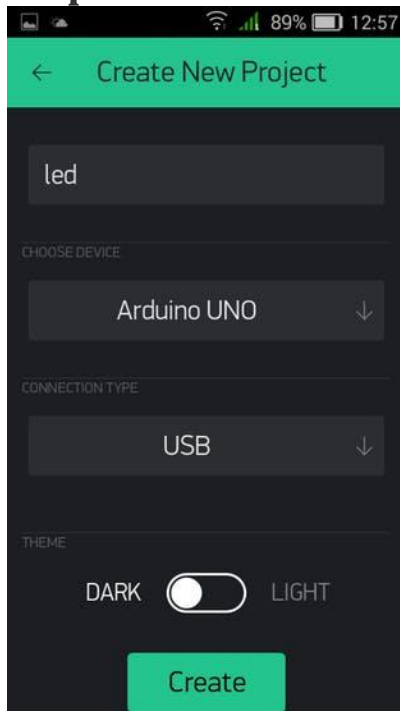 89% 12:57
← Create New Project
led
CHOOSE DEVICE
Arduino UNO ↓
CONNECTION TYPE
USB ↓
THEME
DARK LIGHT
Create